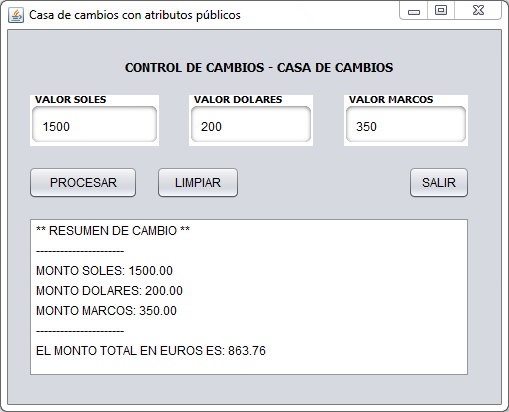 Casa de cambios con atributos públicos
CONTROL DE CAMBIOS - CASA DE CAMBIOS
VALOR SOLES VALOR DOLARES VALOR MARCOS
1500 200 350
PROCESAR LIMPIAR SALIR
** RESUMEN DE CAMBIO **
----------------------
MONTO SOLES: 1500.00
MONTO DOLARES: 200.00
MONTO MARCOS: 350.00
----------------------
EL MONTO TOTAL EN EUROS ES: 863.76